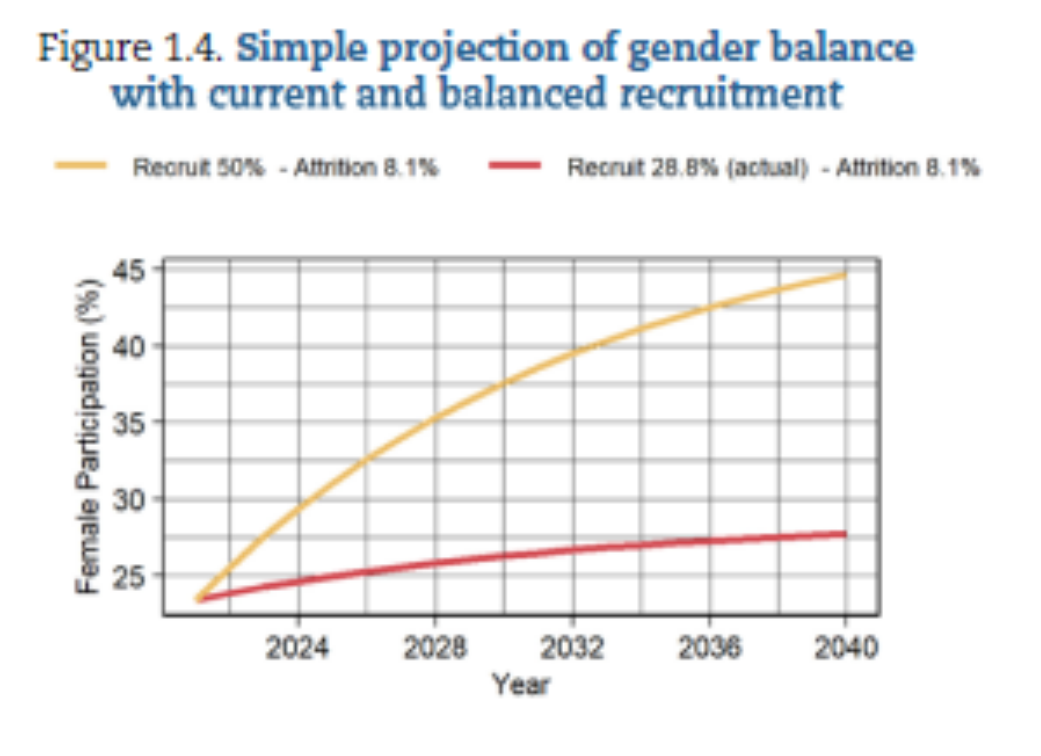 Figure 1.4. Simple projection of gender balance
with current and balanced recruitment
Recruit 50% - Attrition 8.1%
Recruit 28.8% (actual) - Attrition 8.1%
Female Participation (%)
45
40
35
30
25
2024 2028 2032 2036 2040
Year